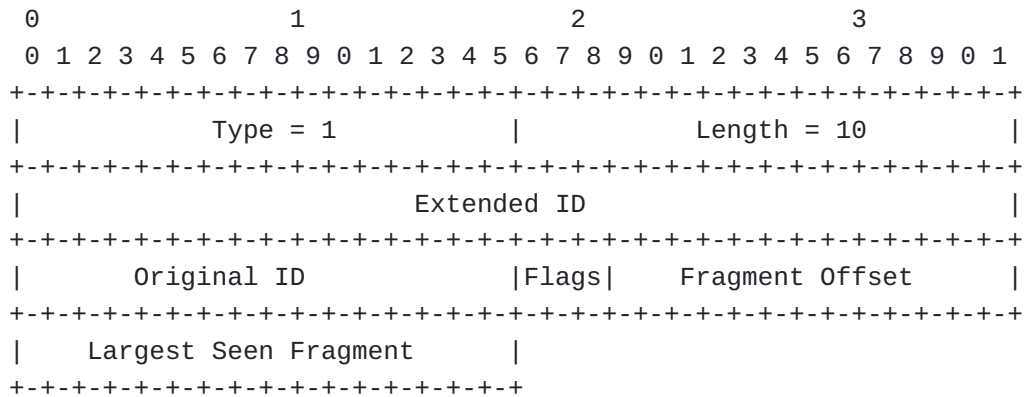 0                   1                   2                   3
 0 1 2 3 4 5 6 7 8 9 0 1 2 3 4 5 6 7 8 9 0 1 2 3 4 5 6 7 8 9 0 1
+-+-+-+-+-+-+-+-+-+-+-+-+-+-+-+-+-+-+-+-+-+-+-+-+-+-+-+-+-+-+-+-+
|            Type = 1           |           Length = 10         |
+-+-+-+-+-+-+-+-+-+-+-+-+-+-+-+-+-+-+-+-+-+-+-+-+-+-+-+-+-+-+-+-+
|                         Extended ID                           |
+-+-+-+-+-+-+-+-+-+-+-+-+-+-+-+-+-+-+-+-+-+-+-+-+-+-+-+-+-+-+-+-+
|       Original ID             |Flags|    Fragment Offset      |
+-+-+-+-+-+-+-+-+-+-+-+-+-+-+-+-+-+-+-+-+-+-+-+-+-+-+-+-+-+-+-+-+
|    Largest Seen Fragment      |
+-+-+-+-+-+-+-+-+-+-+-+-+-+-+-+-+